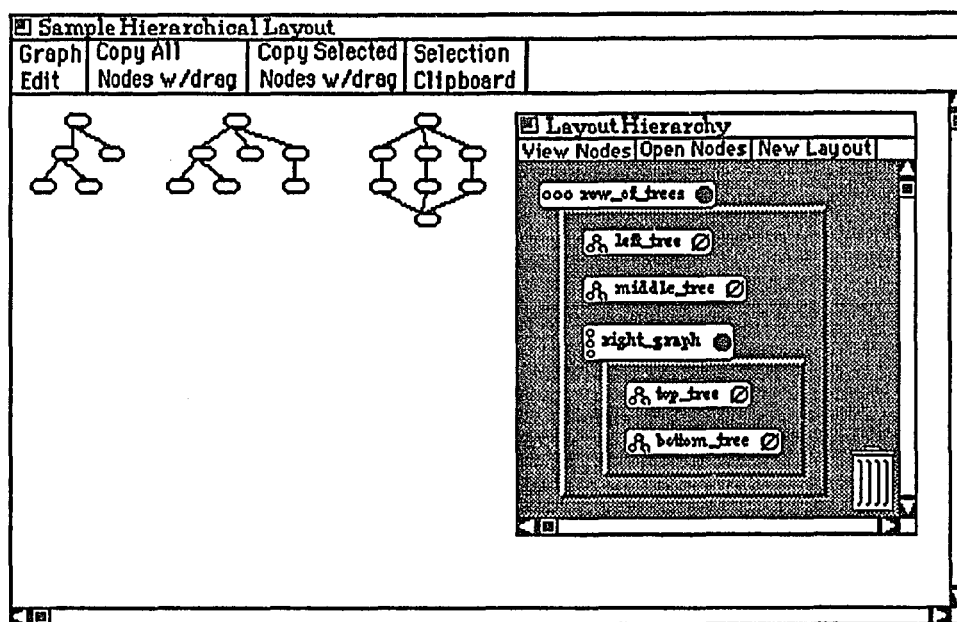 Sample Hierarchical Layout
Graph Copy All Copy Selected Selection
Edit Nodes w/drag Nodes w/drag Clipboard
Layout Hierarchy
View Nodes Open Nodes New Layout
row_of_trees
left_tree
middle_tree
right_graph
top_tree
bottom_tree